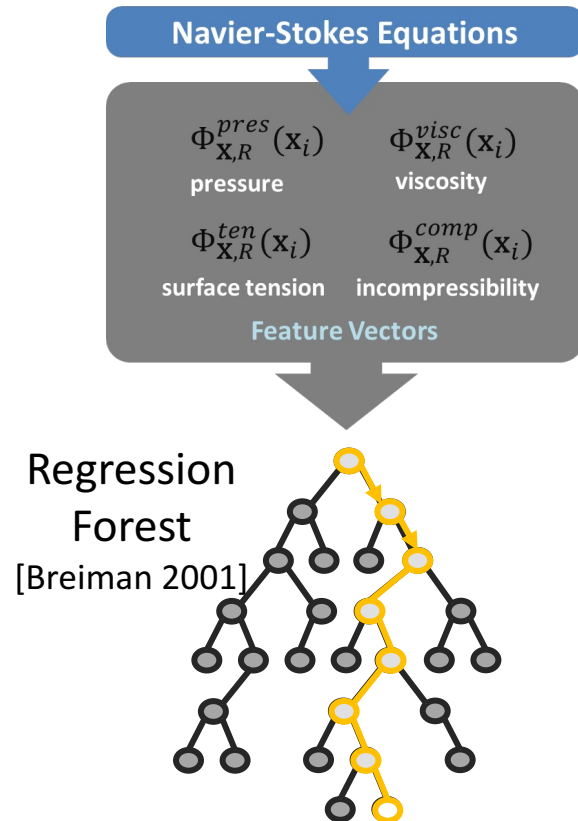 Navier-Stokes Equations
Φ^{pres}_{X,R}(x_i) Φ^{visc}_{X,R}(x_i)
pressure viscosity
Φ^{ten}_{X,R}(x_i) Φ^{comp}_{X,R}(x_i)
surface tension incompressibility
Feature Vectors
Regression
Forest
[Breiman 2001]